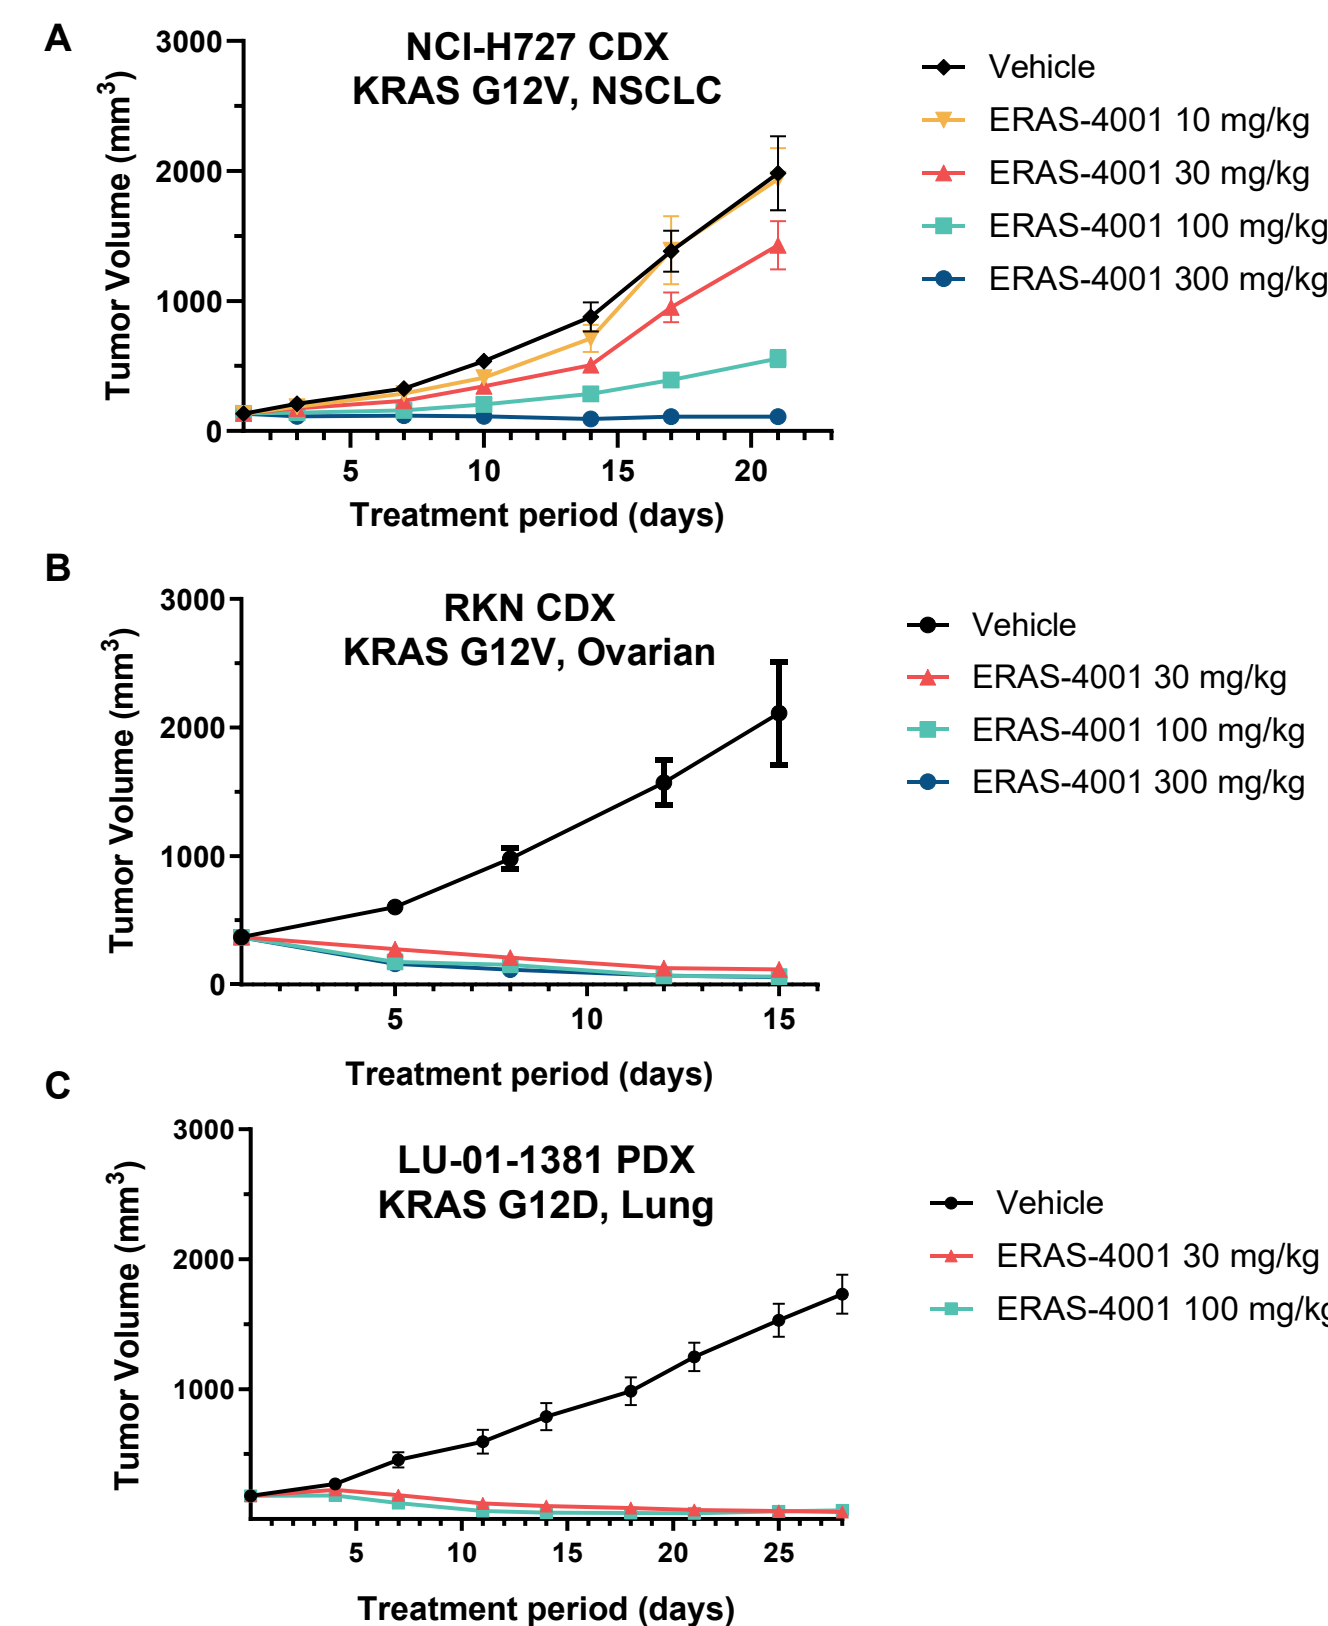 A
NCI-H727 CDX
KRAS G12V, NSCLC
Tumor Volume (mm³)
3000
2000
1000
0
5 10 15 20
Treatment period (days)
Vehicle
ERAS-4001 10 mg/kg
ERAS-4001 30 mg/kg
ERAS-4001 100 mg/kg
ERAS-4001 300 mg/kg
B
RKN CDX
KRAS G12V, Ovarian
Tumor Volume (mm³)
3000
2000
1000
0
5 10 15
Treatment period (days)
Vehicle
ERAS-4001 30 mg/kg
ERAS-4001 100 mg/kg
ERAS-4001 300 mg/kg
C
LU-01-1381 PDX
KRAS G12D, Lung
Tumor Volume (mm³)
3000
2000
1000
5 10 15 20 25
Treatment period (days)
Vehicle
ERAS-4001 30 mg/kg
ERAS-4001 100 mg/kg